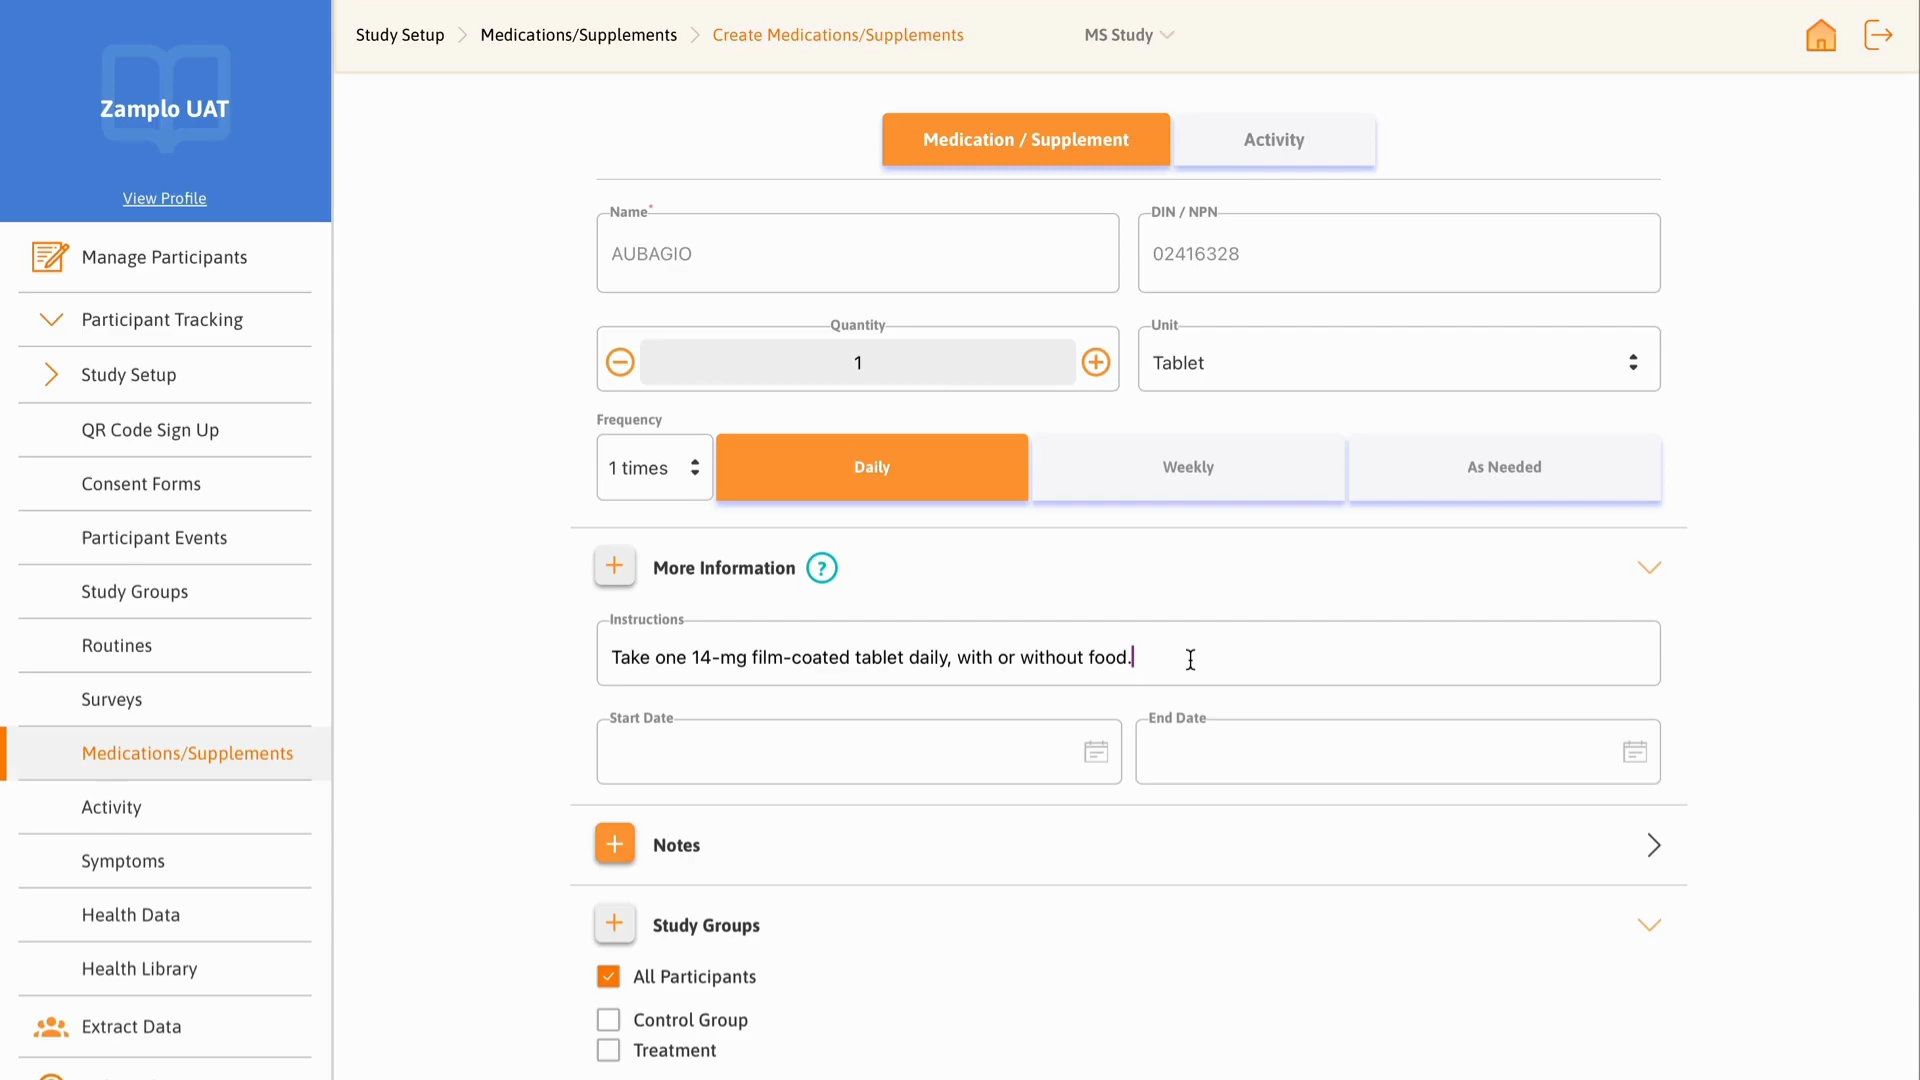 Study Setup
Medications/Supplements
Create Medications/Supplements
MS Study
Zamplo UAT
View Profile
Manage Participants
Participant Tracking
Study Setup
QR Code Sign Up
Consent Forms
Participant Events
Study Groups
Routines
Surveys
Medications/Supplements
Activity
Symptoms
Health Data
Health Library
Extract Data
Medication / Supplement
Activity
Name*
AUBAGIO
DIN / NPN
02416328
Quantity
1
Unit
Tablet
Frequency
1 times
Daily
Weekly
As Needed
More Information ?
Instructions
Take one 14-mg film-coated tablet daily, with or without food.
Start Date
End Date
Notes
Study Groups
All Participants
Control Group
Treatment